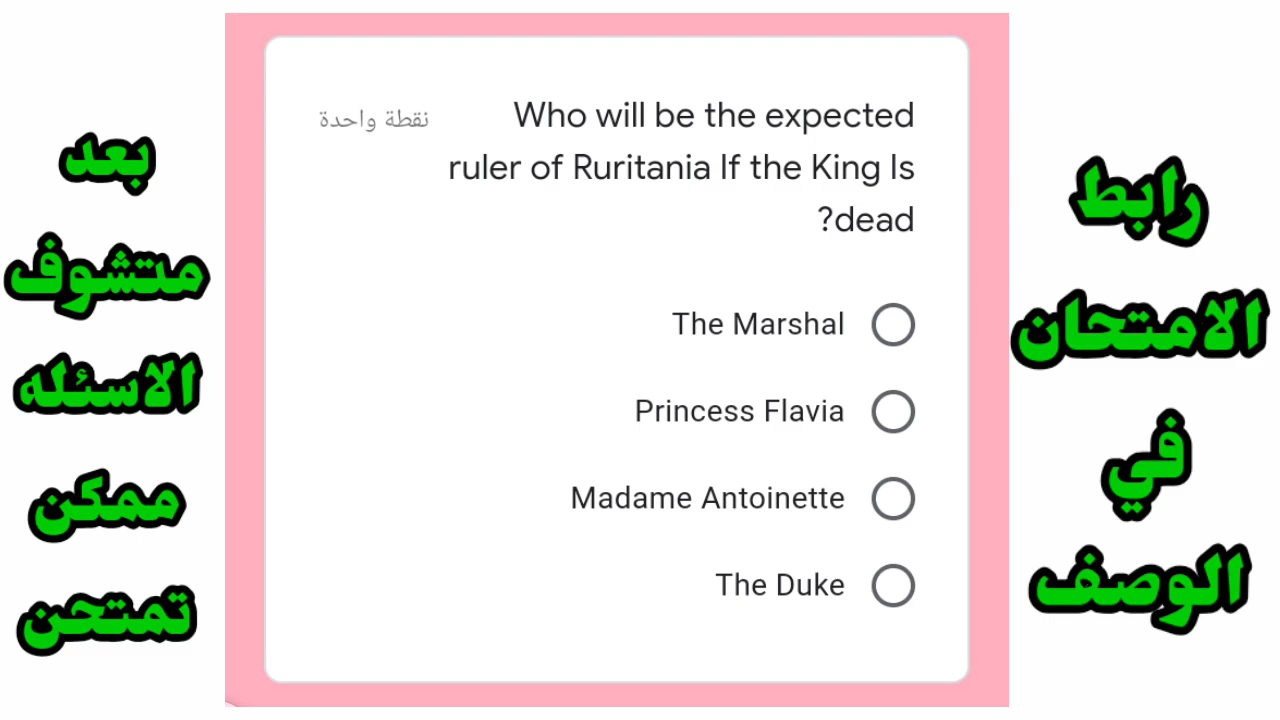 Who will be the expected
ruler of Ruritania If the King Is
?dead
نقطة واحدة
The Marshal
Princess Flavia
Madame Antoinette
The Duke
رابط
الامتحان
في
الوصف
بعد
متشوف
الاسئله
ممكن
تمتحن